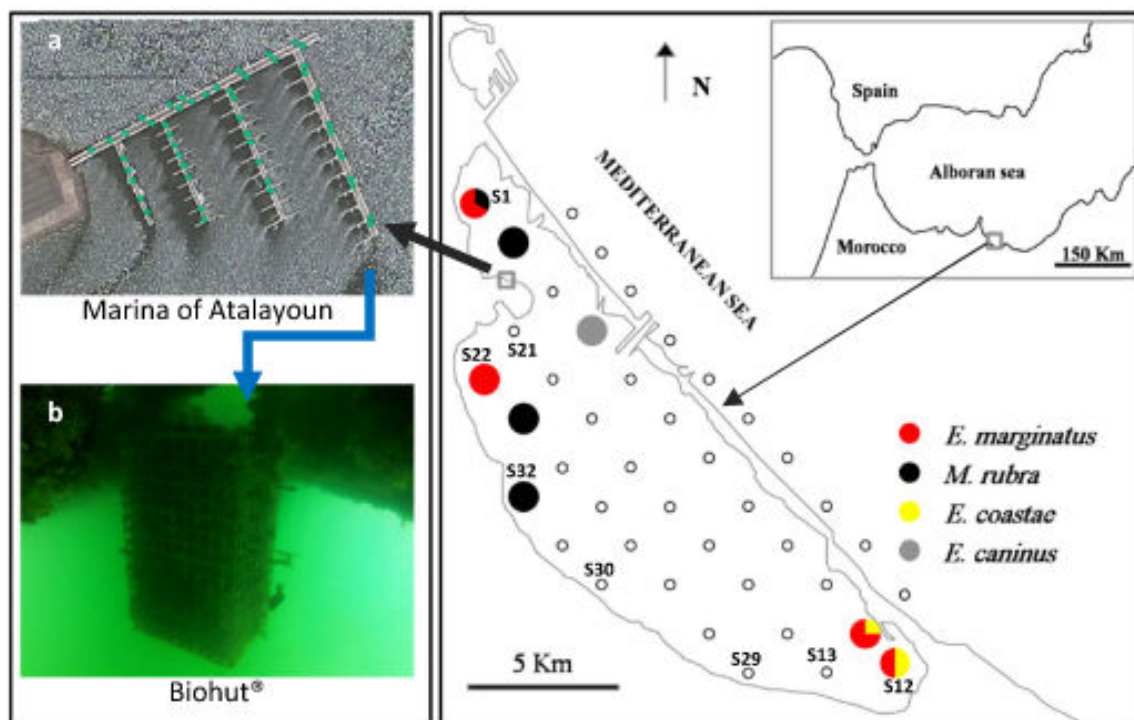 a
Marina of Atalayoun
b
Biohut®
N
MEDITERRANEAN SEA
Spain
Alboran sea
Morocco
150 Km
S1
S21
S22
S32
S30
S29
S13
S12
E. marginatus
M. rubra
E. coastae
E. caninus
5 Km